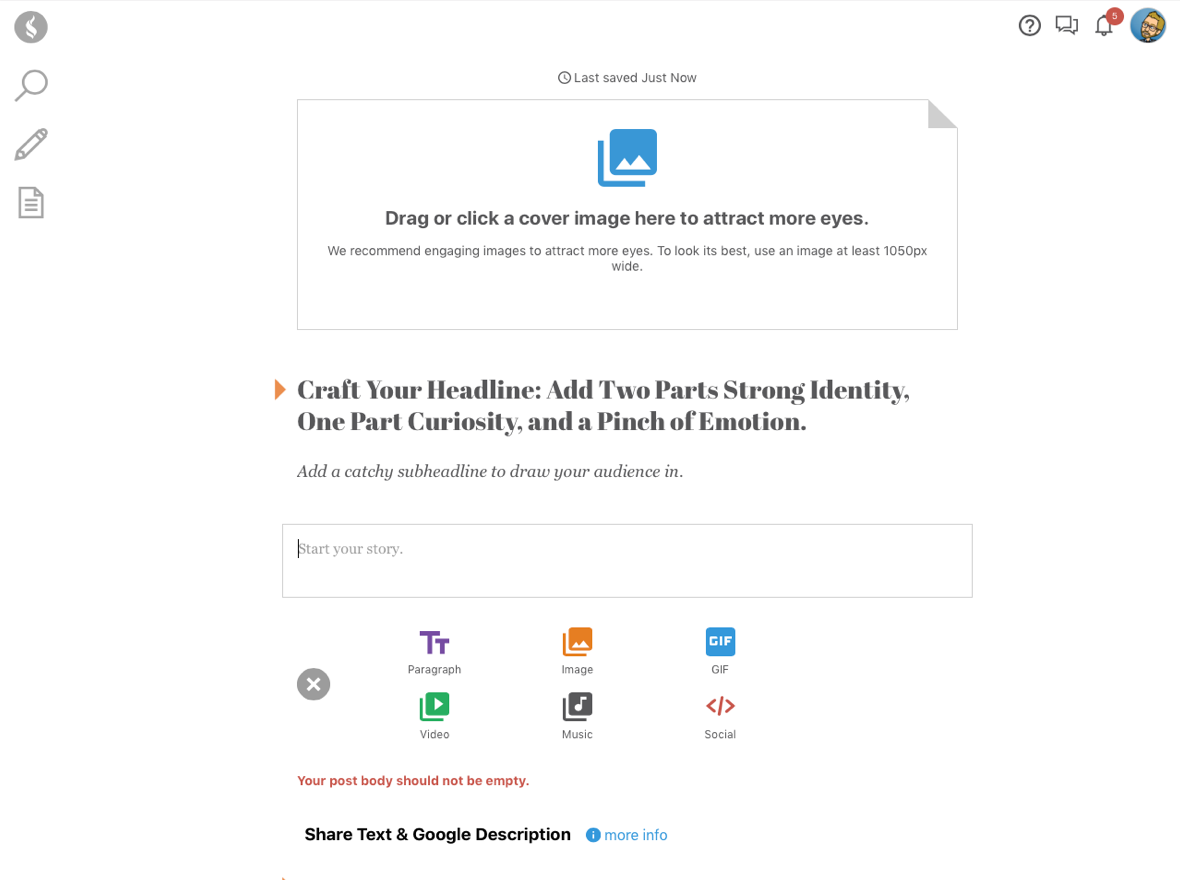 5
Last saved Just Now
Drag or click a cover image here to attract more eyes.
We recommend engaging images to attract more eyes. To look its best, use an image at least 1050px
wide.
Craft Your Headline: Add Two Parts Strong Identity,
One Part Curiosity, and a Pinch of Emotion.
Add a catchy subheadline to draw your audience in.
Start your story.
GIF
Paragraph
Image
GIF
Video
Music
Social
Your post body should not be empty.
Share Text & Google Description more info